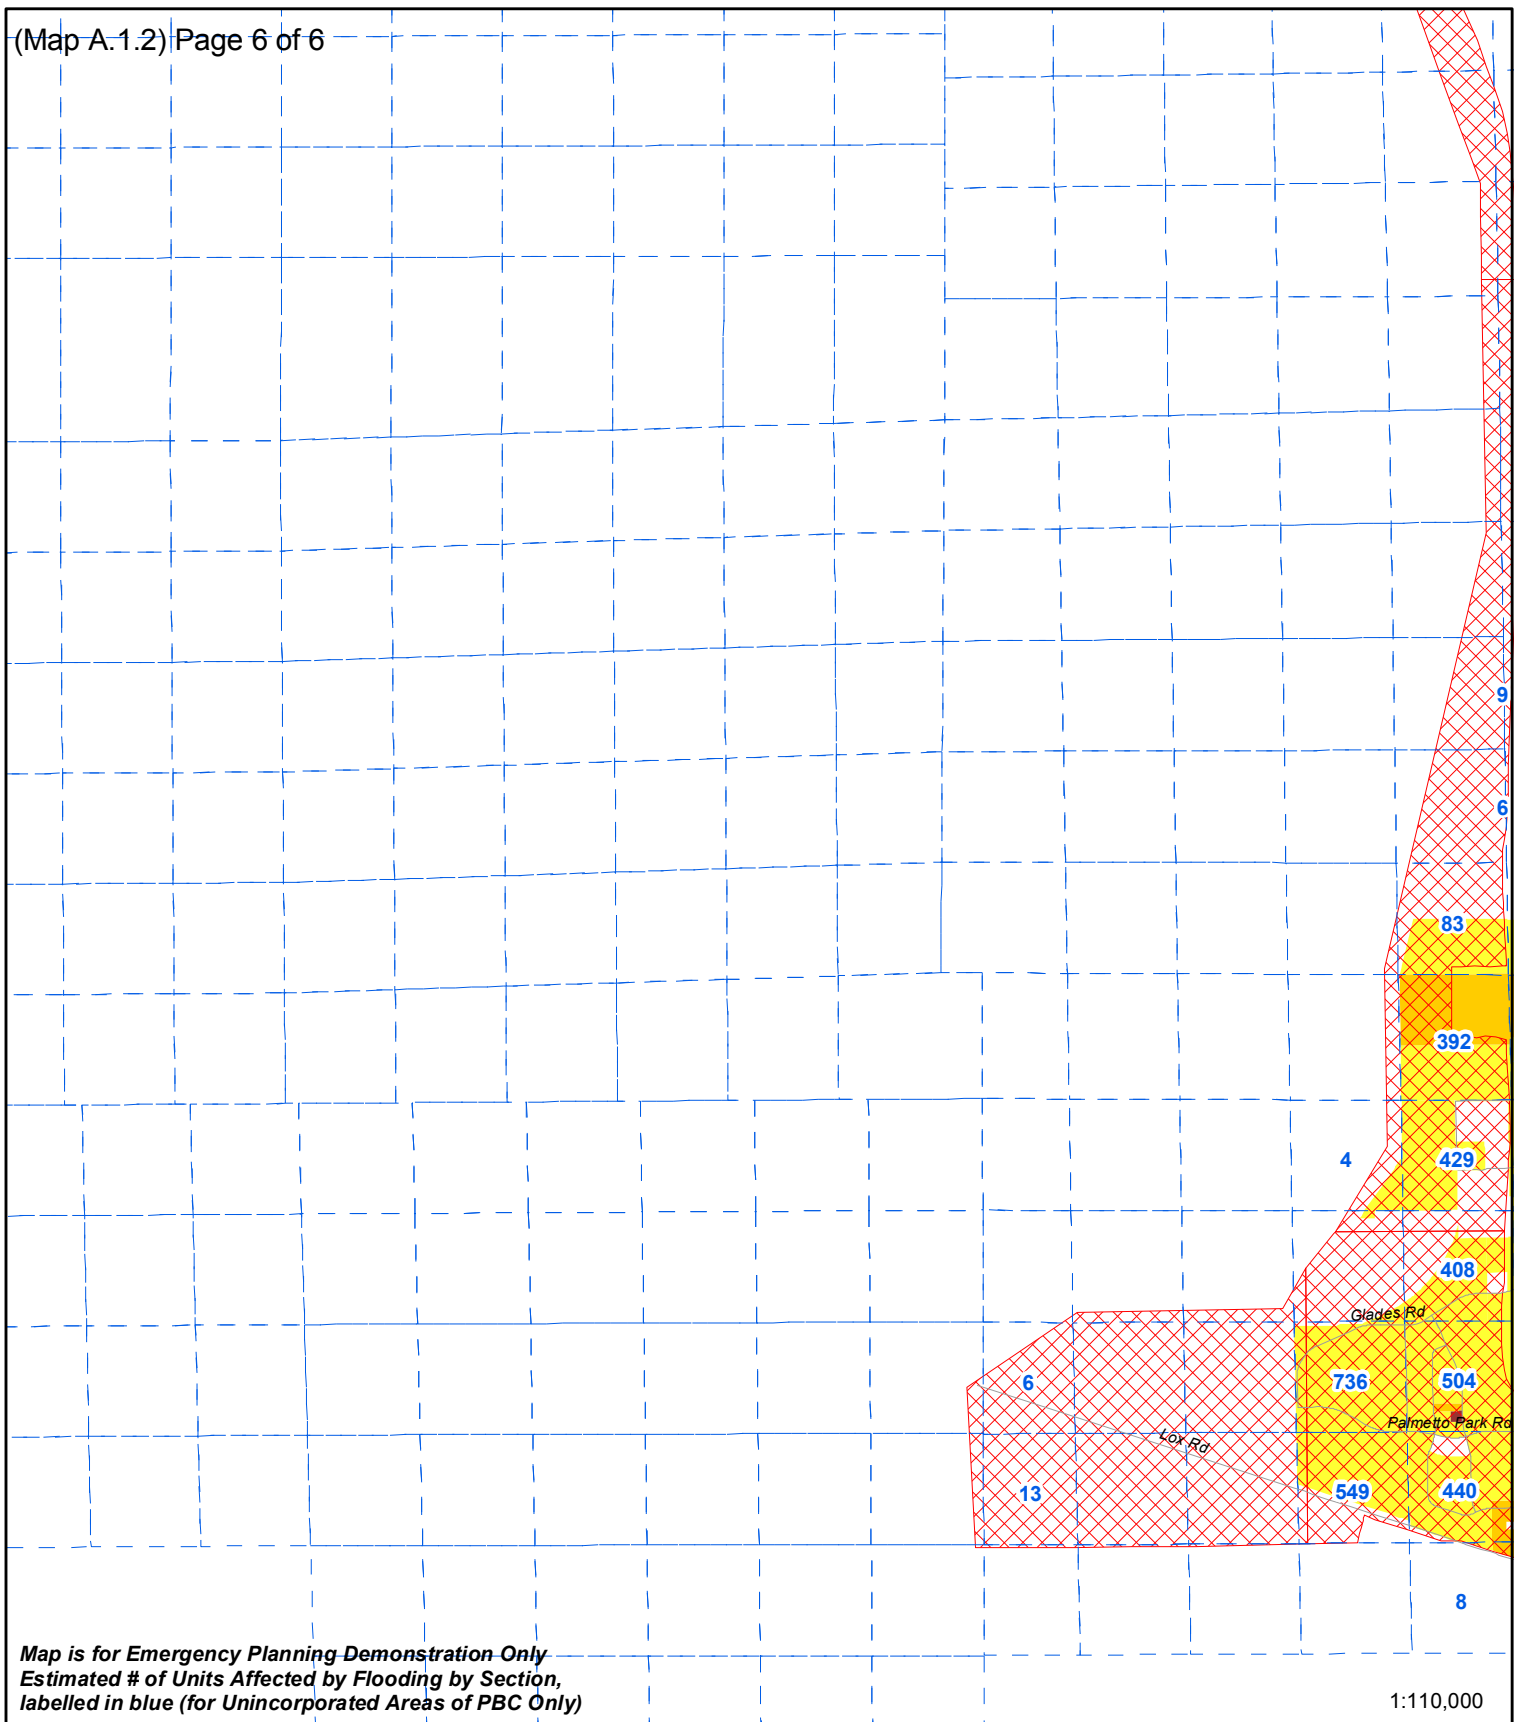 (Map A.1.2) Page 6 of 6
9
6
83
392
4
429
408
Glades Rd
6
736
504
Palmetto Park Rd
Lox Rd
13
549
440
8
Map is for Emergency Planning Demonstration Only
Estimated # of Units Affected by Flooding by Section,
labelled in blue (for Unincorporated Areas of PBC Only)
1:110,000